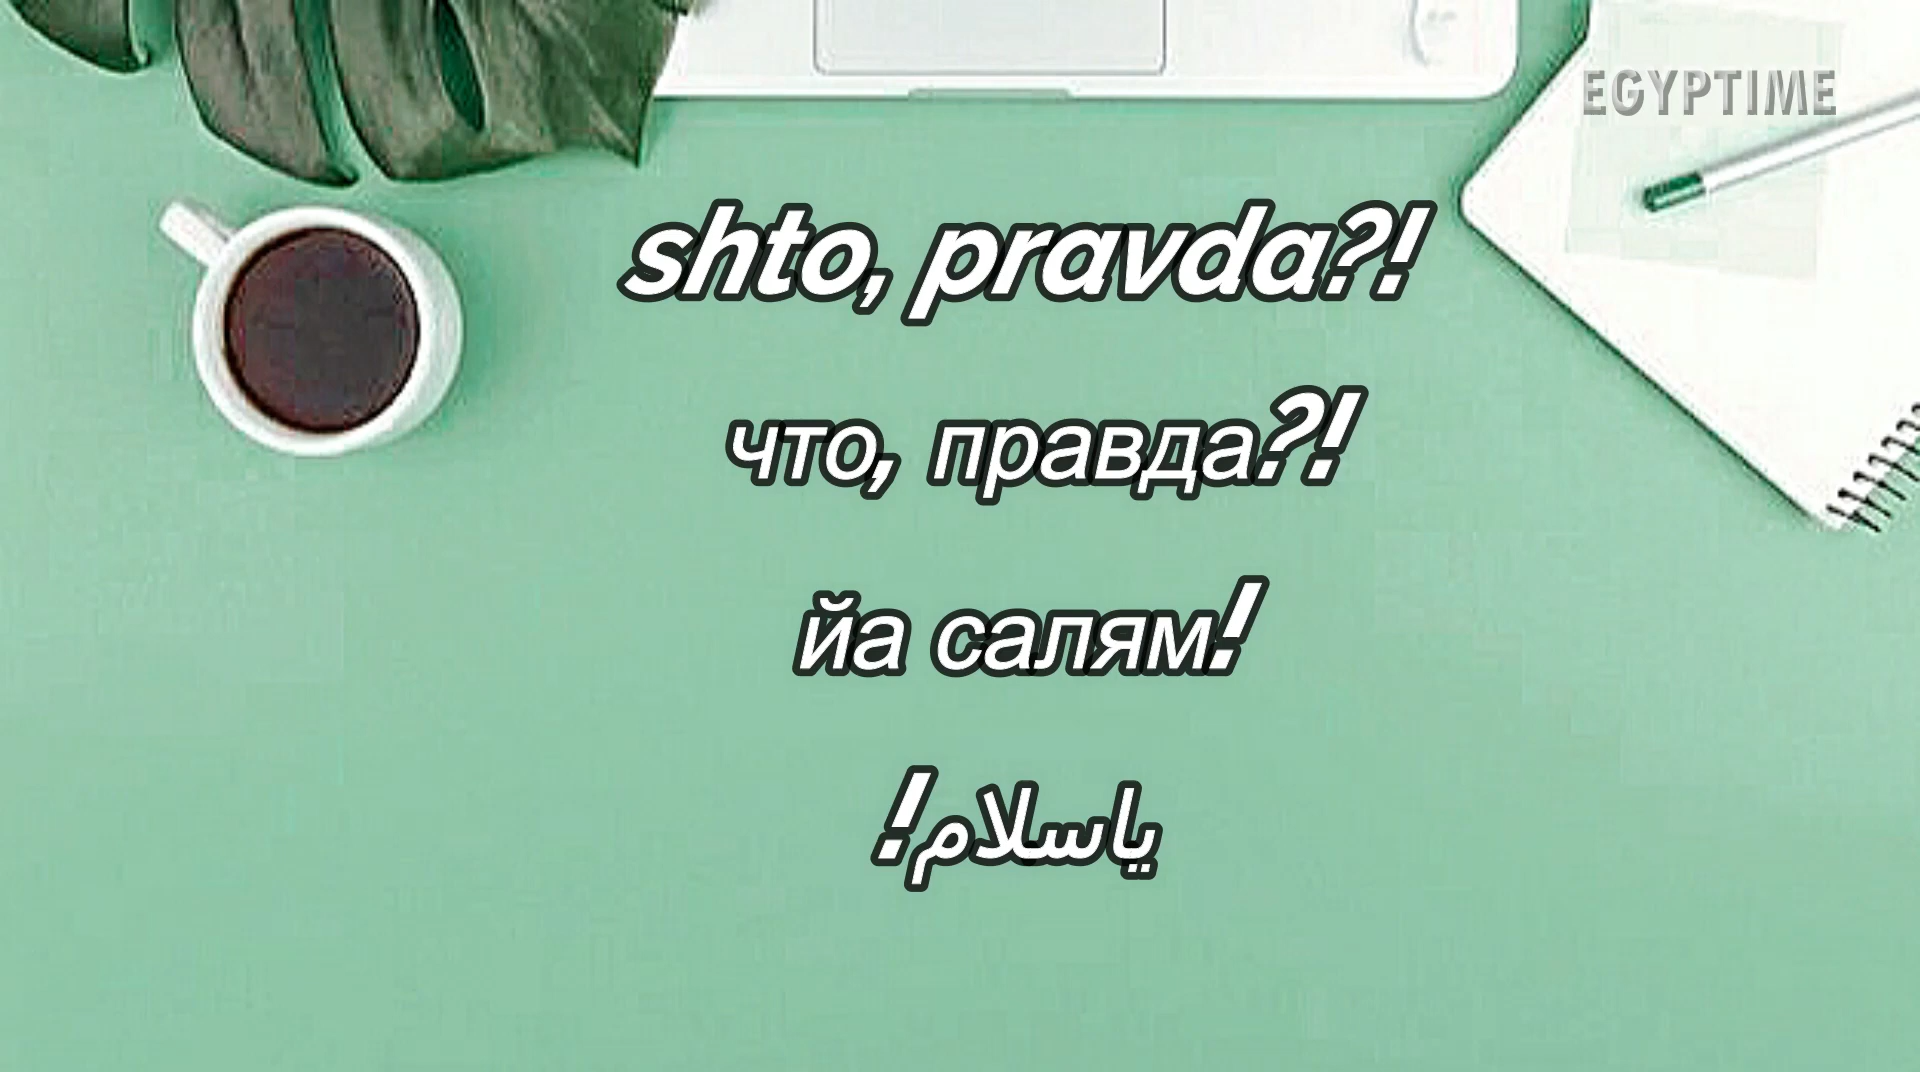 EGYPTIME
shto, pravda?!
что, правда?!
йа салям!
ياسلام!